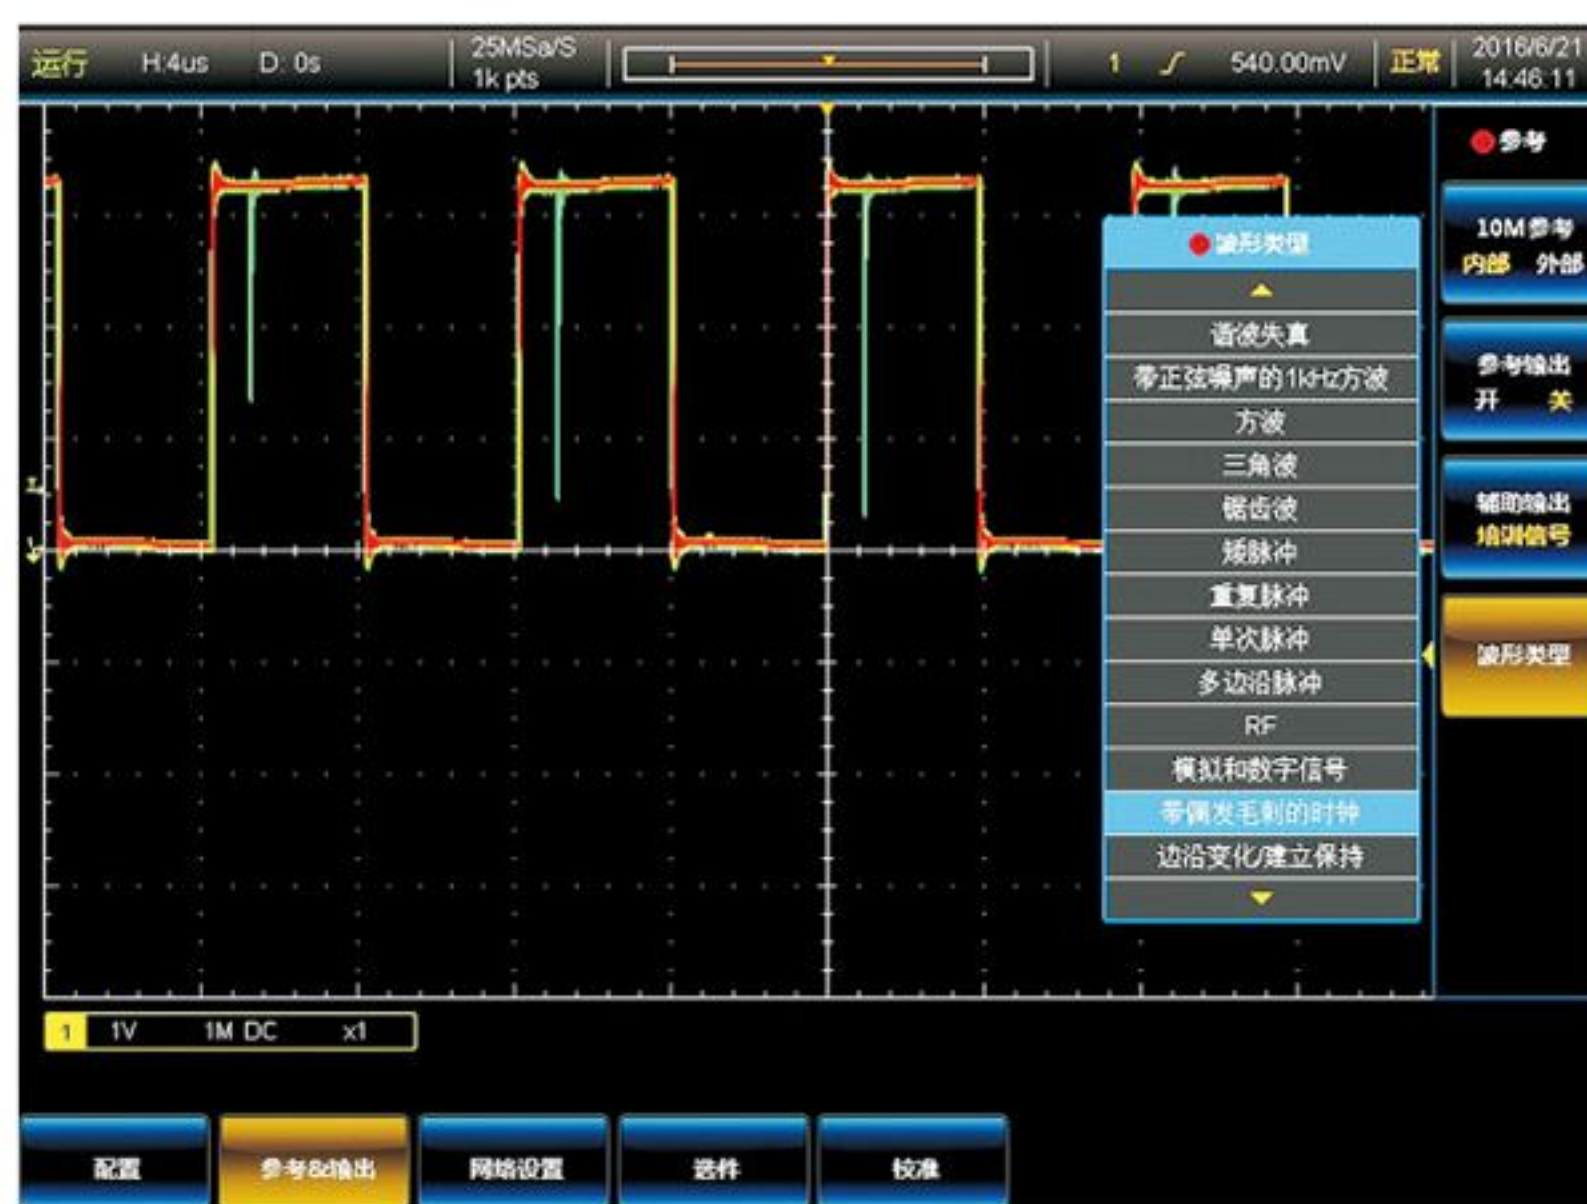 运行 H:4us D: 0s 25MSa/S 1 540.00mV 正常 2016/6/21
1k pts 14:46:11
参考
10M参考
内部 外部
参考输出
开 关
辅助输出
培训信号
波形类型
波形类型
谐波失真
带正弦噪声的1kHz方波
方波
三角波
锯齿波
矮脉冲
重复脉冲
单次脉冲
多边沿脉冲
RF
模拟和数字信号
带偶发毛刺的时钟
边沿变化/建立保持
1 1V 1M DC x1
配置 参考&输出 网络设置 选件 校准